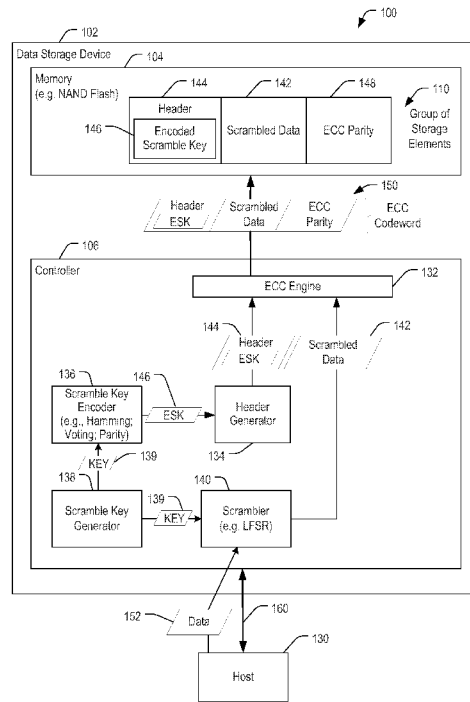 100
102
Data Storage Device
104
Memory
(e.g. NAND Flash)
144
142
148
110
Header
146
Encoded
Scramble Key
Scrambled Data
ECC Parity
Group of
Storage
Elements
150
Header
ESK
Scrambled
Data
ECC
Parity
ECC
Codeword
106
Controller
ECC Engine
132
144
Header
ESK
Scrambled
Data
142
136
Scramble Key
Encoder
(e.g., Hamming;
Voting; Parity)
146
ESK
Header
Generator
134
KEY
139
138
Scramble Key
Generator
139
KEY
140
Scrambler
(e.g. LFSR)
152
Data
160
130
Host